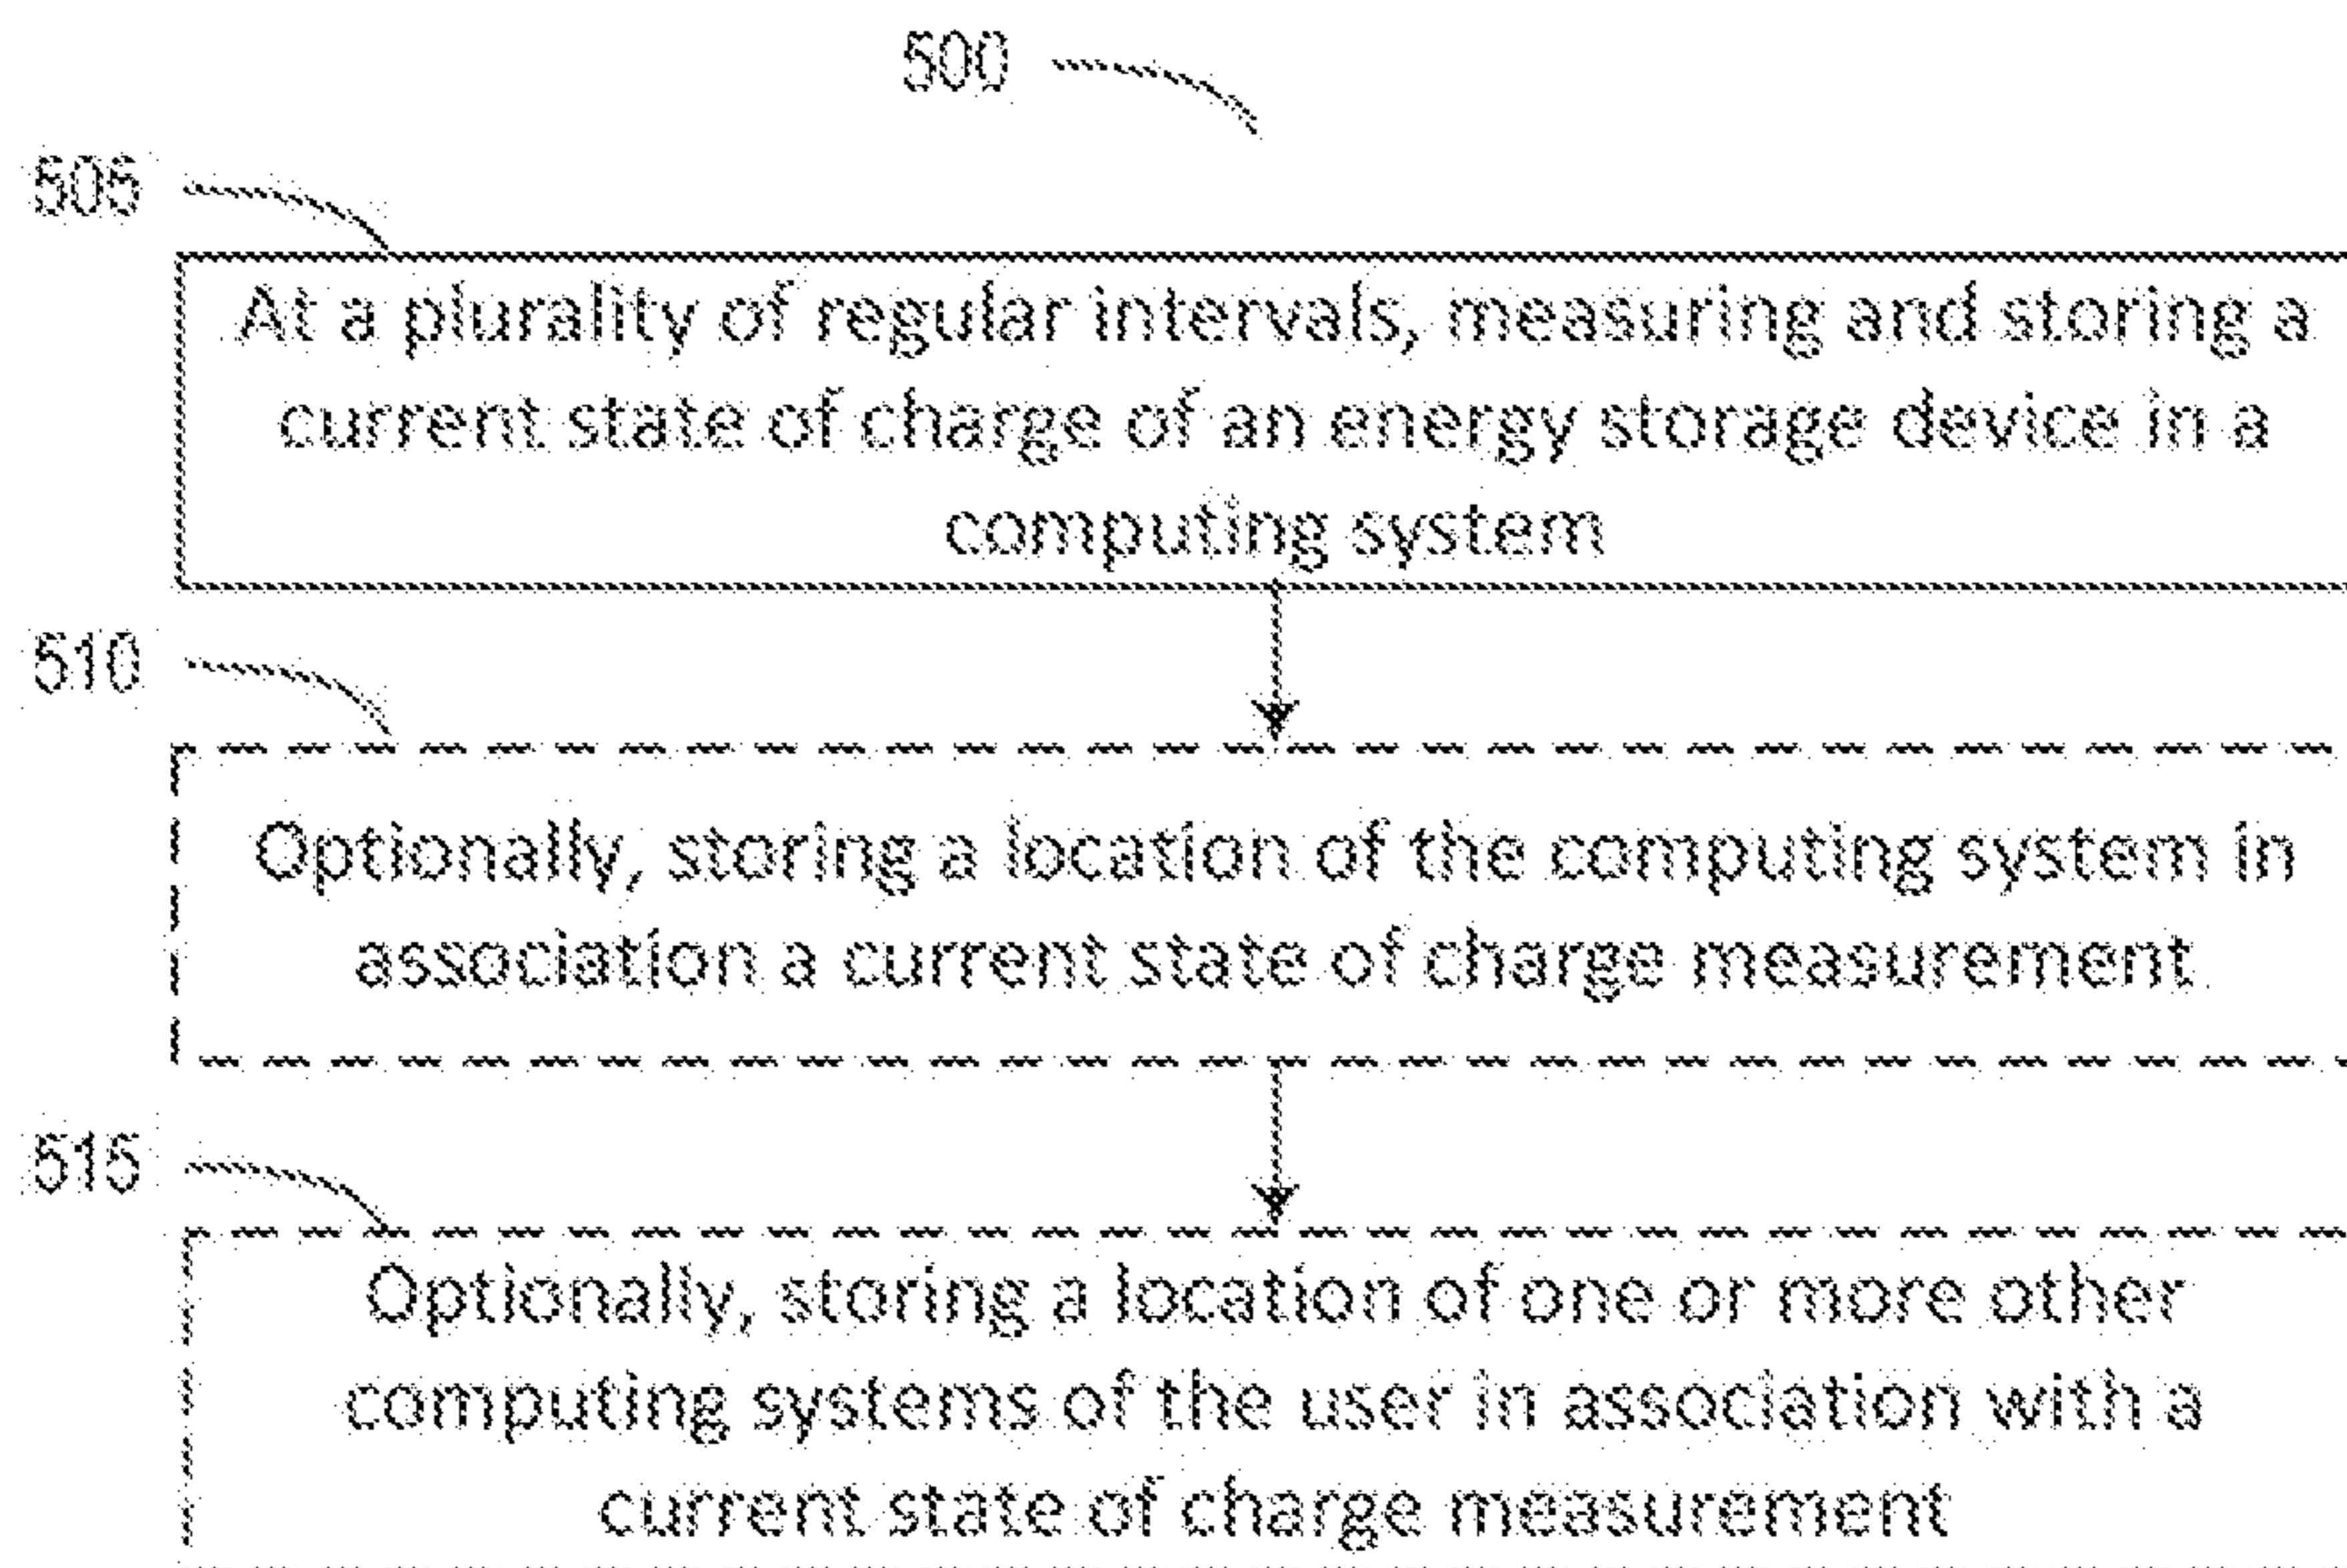 500
505
At a plurality of regular intervals, measuring and storing a
current state of charge of an energy storage device in a
computing system
510
Optionally, storing a location of the computing system in
association a current state of charge measurement
515
Optionally, storing a location of one or more other
computing systems of the user in association with a
current state of charge measurement